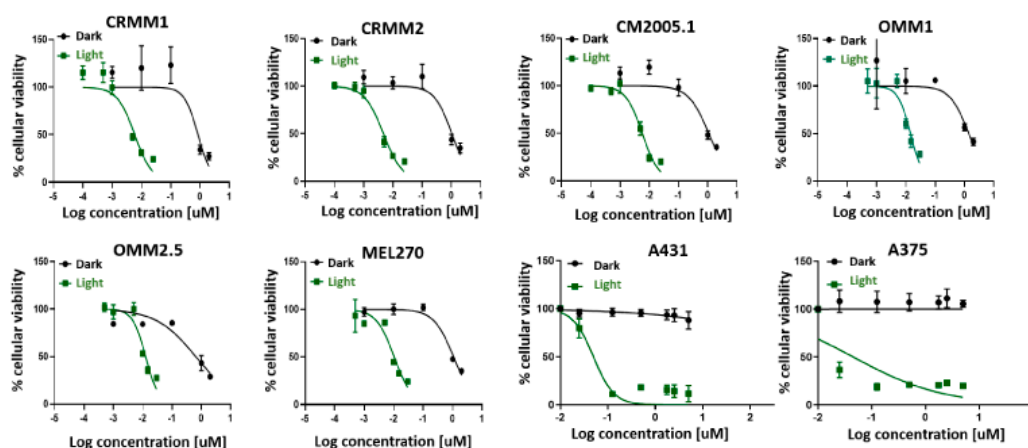 CRMM1
150
100
50
0
-5 -4 -3 -2 -1 0 1
% cellular viability
Log concentration [uM]
Dark
Light
CRMM2
150
100
50
0
-5 -4 -3 -2 -1 0 1
% cellular viability
Log concentration [uM]
Dark
Light
CM2005.1
150
100
50
0
-5 -4 -3 -2 -1 0 1
% cellular viability
Log concentration [uM]
Dark
Light
OMM1
150
100
50
0
-5 -4 -3 -2 -1 0 1
% cellular viability
Log concentration [uM]
Dark
Light
OMM2.5
150
100
50
0
-5 -4 -3 -2 -1 0 1
% cellular viability
Log concentration [uM]
Dark
Light
MEL270
150
100
50
0
-5 -4 -3 -2 -1 0 1
% cellular viability
Log concentration [uM]
Dark
Light
A431
150
100
50
0
-2 -1 0 1 2
% cellular viability
Log concentration [uM]
Dark
Light
A375
150
100
50
0
-2 -1 0 1
% cellular viability
Log concentration [uM]
Dark
Light